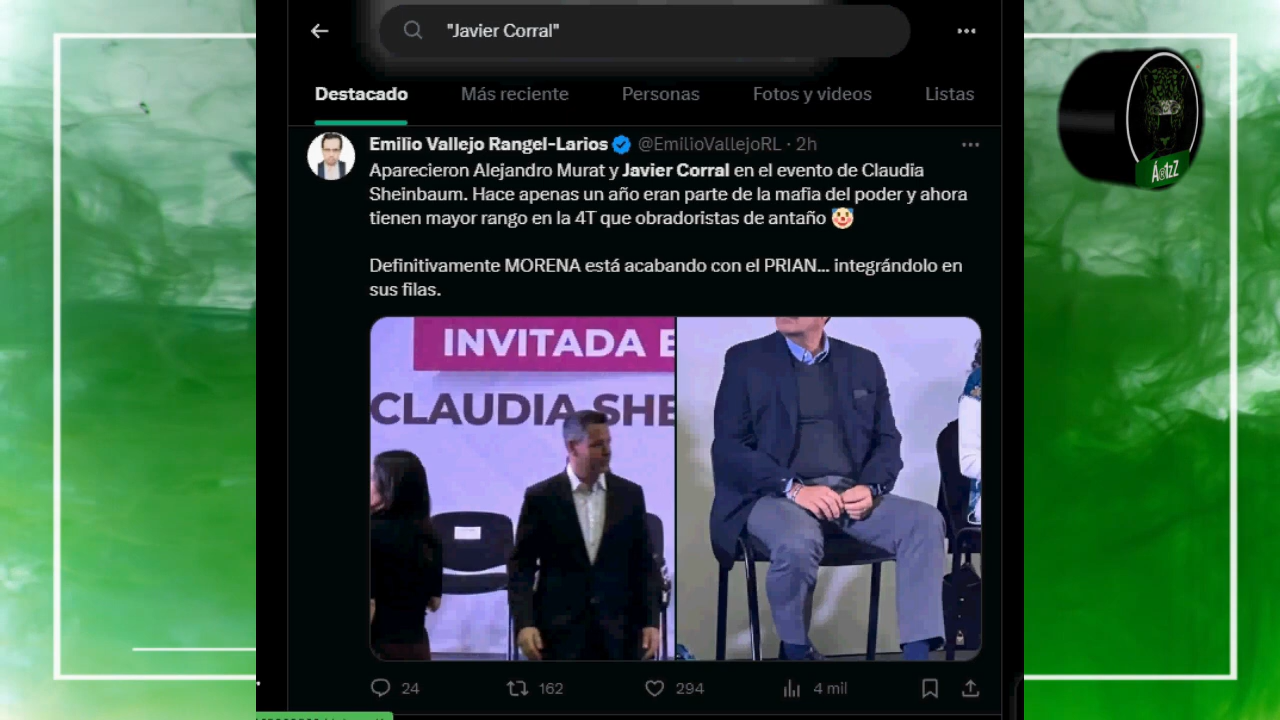 "Javier Corral"
Destacado
Más reciente
Personas
Fotos y videos
Listas
Emilio Vallejo Rangel-Larios @EmilioVallejoRL · 2h
Aparecieron Alejandro Murat y Javier Corral en el evento de Claudia
Sheinbaum. Hace apenas un año eran parte de la mafia del poder y ahora
tienen mayor rango en la 4T que obradoristas de antaño 🤡
Definitivamente MORENA está acabando con el PRIAN... integrándolo en
sus filas.
INVITADA E
CLAUDIA SHE
24
162
294
4 mil